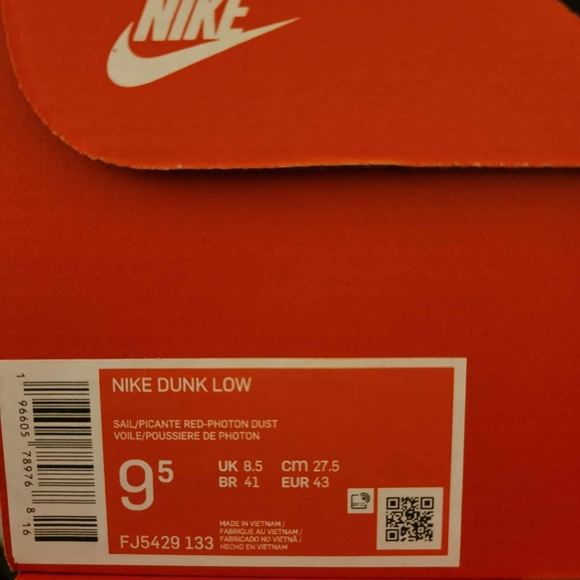 NIKE
NIKE DUNK LOW
SAIL/PICANTE RED-PHOTON DUST
VOILE/POUSSIERE DE PHOTON
9⁵
UK 8.5 cm 27.5
BR 41 EUR 43
FJ5429 133
MADE IN VIETNAM /
FABRIQUE AU VIETNAM /
FABRICADO NO VIETNÃ /
HECHO EN VIETNAM
1 96605 78976 8 16